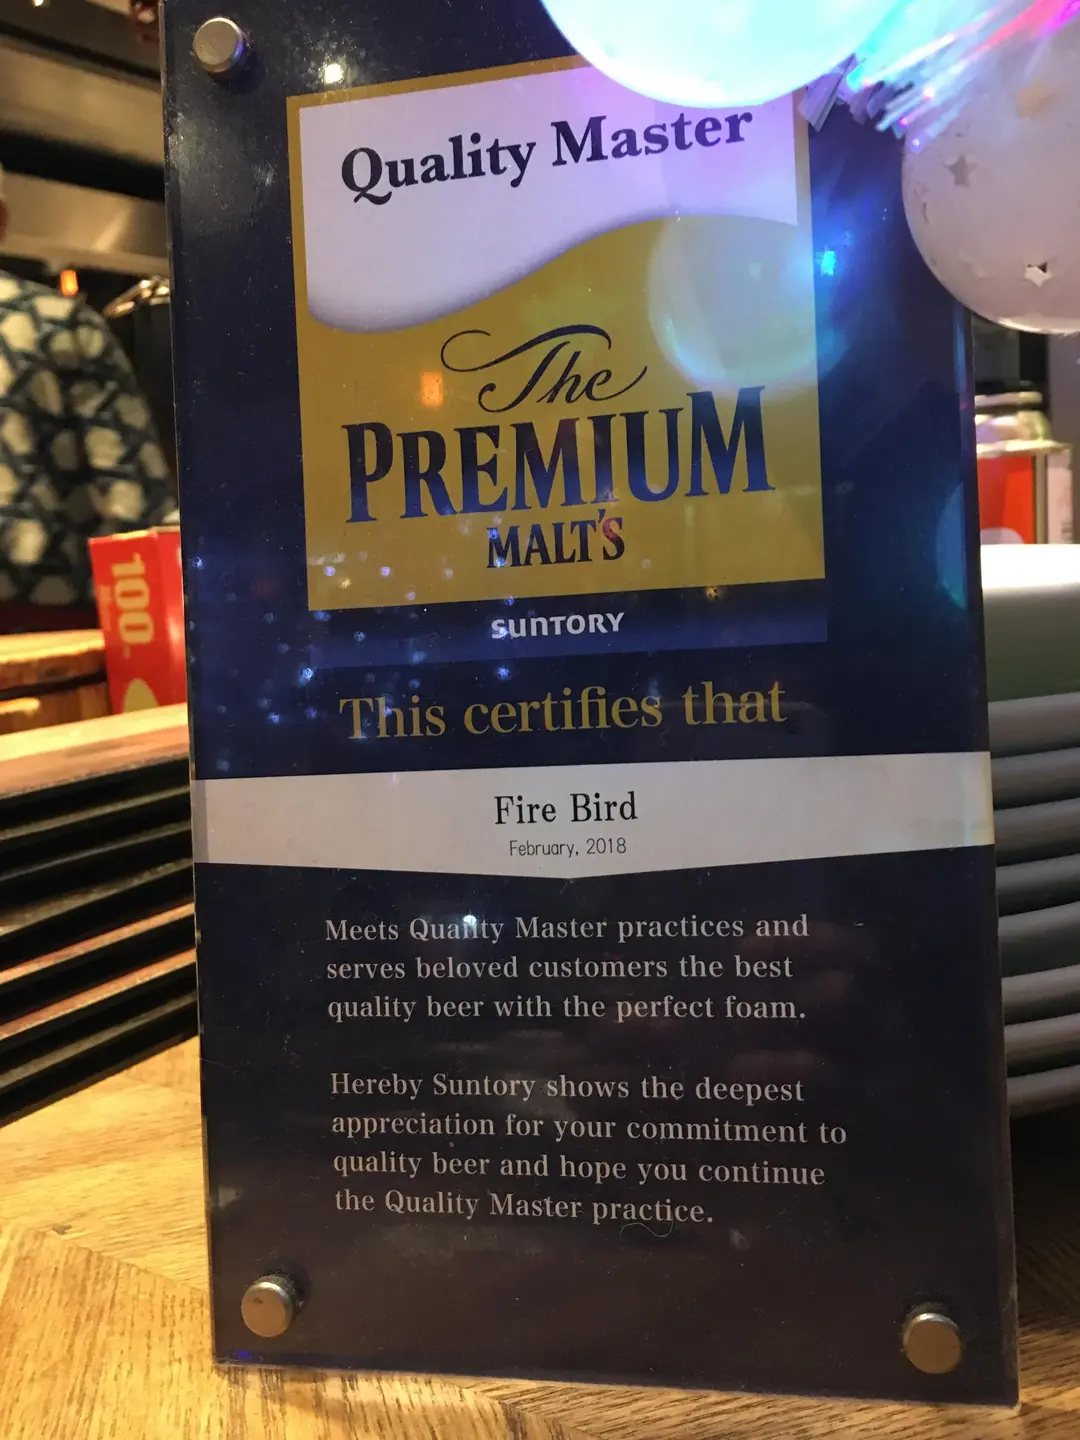 Quality Master
The
PREMIUM
MALT'S
SUNTORY
This certifies that
Fire Bird
February, 2018
Meets Quality Master practices and
serves beloved customers the best
quality beer with the perfect foam.
Hereby Suntory shows the deepest
appreciation for your commitment to
quality beer and hope you continue
the Quality Master practice.
100